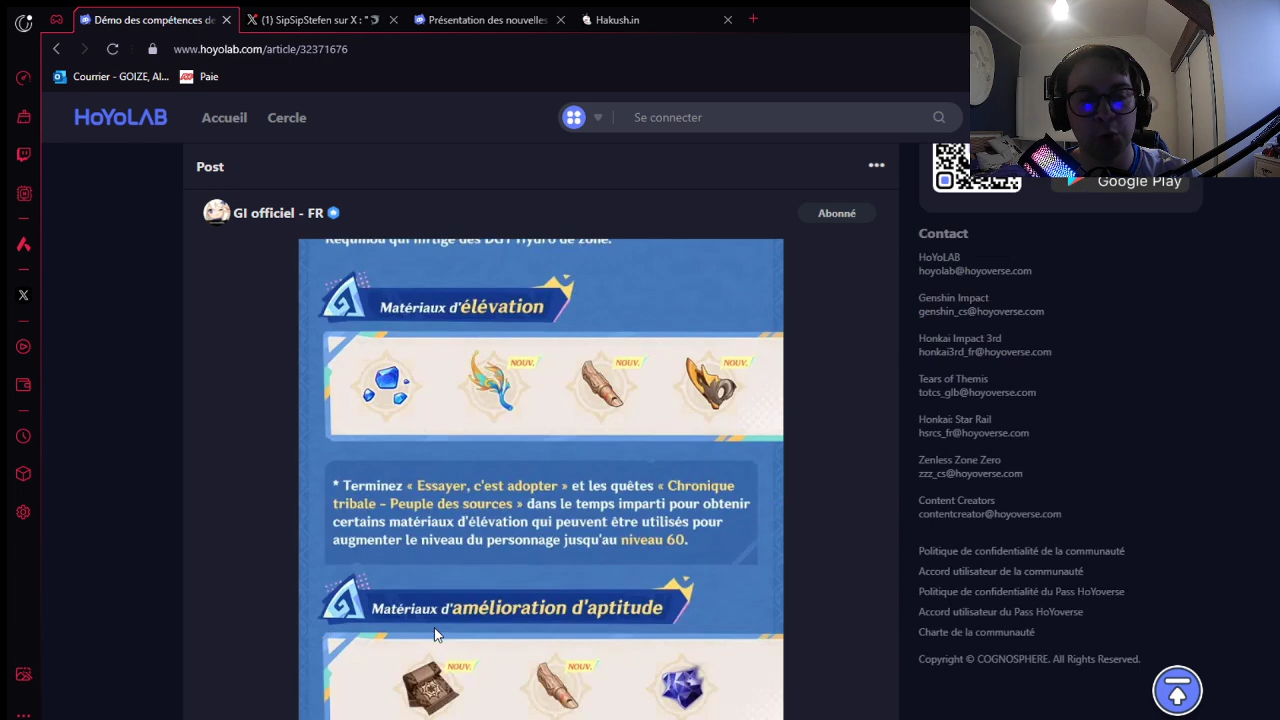 Démo des compétences de
(1) SipSipStefen sur X : "
Présentation des nouvelles
Hakush.in
www.hoyolab.com/article/32371676
Courrier - GOIZE, Al...
Paie
HoYoLAB
Accueil
Cercle
Se connecter
Post
GI officiel - FR
Abonné
Matériaux d'élévation
NOUV.
NOUV.
NOUV.
* Terminez « Essayer, c'est adopter » et les quêtes « Chronique
tribale – Peuple des sources » dans le temps imparti pour obtenir
certains matériaux d'élévation qui peuvent être utilisés pour
augmenter le niveau du personnage jusqu'au niveau 60.
Matériaux d'amélioration d'aptitude
NOUV.
NOUV.
Google Play
Contact
HoYoLAB
hoyolab@hoyoverse.com
Genshin Impact
genshin_cs@hoyoverse.com
Honkai Impact 3rd
honkai3rd_fr@hoyoverse.com
Tears of Themis
totcs_glb@hoyoverse.com
Honkai: Star Rail
hsrcs_fr@hoyoverse.com
Zenless Zone Zero
zzz_cs@hoyoverse.com
Content Creators
contentcreator@hoyoverse.com
Politique de confidentialité de la communauté
Accord utilisateur de la communauté
Politique de confidentialité du Pass HoYoverse
Accord utilisateur du Pass HoYoverse
Charte de la communauté
Copyright © COGNOSPHERE. All Rights Reserved.